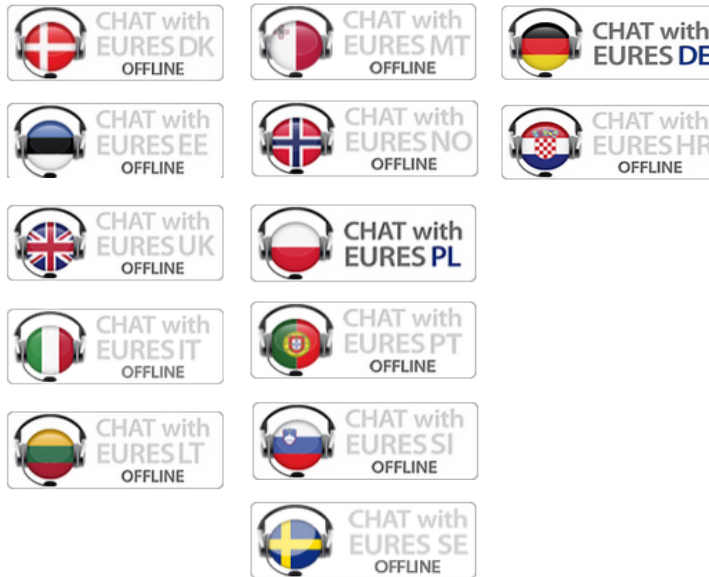 CHAT with
EURES DK
OFFLINE
CHAT with
EURES MT
OFFLINE
CHAT with
EURES DE
CHAT with
EURES EE
OFFLINE
CHAT with
EURES NO
OFFLINE
CHAT with
EURES HR
OFFLINE
CHAT with
EURES UK
OFFLINE
CHAT with
EURES PL
CHAT with
EURES IT
OFFLINE
CHAT with
EURES PT
OFFLINE
CHAT with
EURES LT
OFFLINE
CHAT with
EURES SI
OFFLINE
CHAT with
EURES SE
OFFLINE